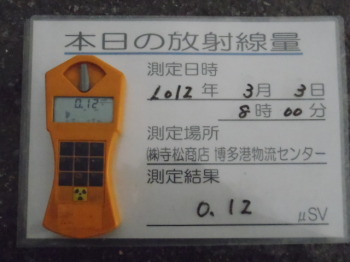 本日の放射線量
測定日時
2012年 3月 3日
8時 00分
測定場所
㈱寺松商店 博多港物流センター
測定結果
0.12 μSV
0.12